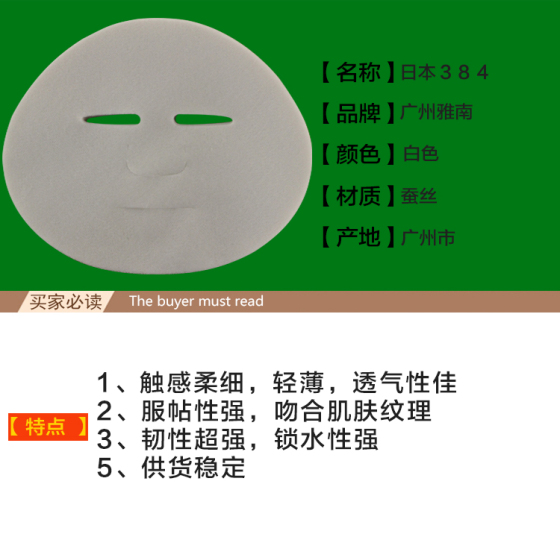 【名称】日本３８４
【品牌】广州雅南
【颜色】白色
【材质】蚕丝
【产地】广州市
买家必读 The buyer must read
【特点】
1、触感柔细，轻薄，透气性佳
2、服帖性强，吻合肌肤纹理
3、韧性超强，锁水性强
5、供货稳定